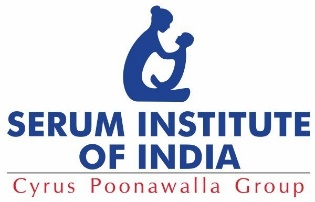 SERUM INSTITUTE
OF INDIA
Cyrus Poonawalla Group